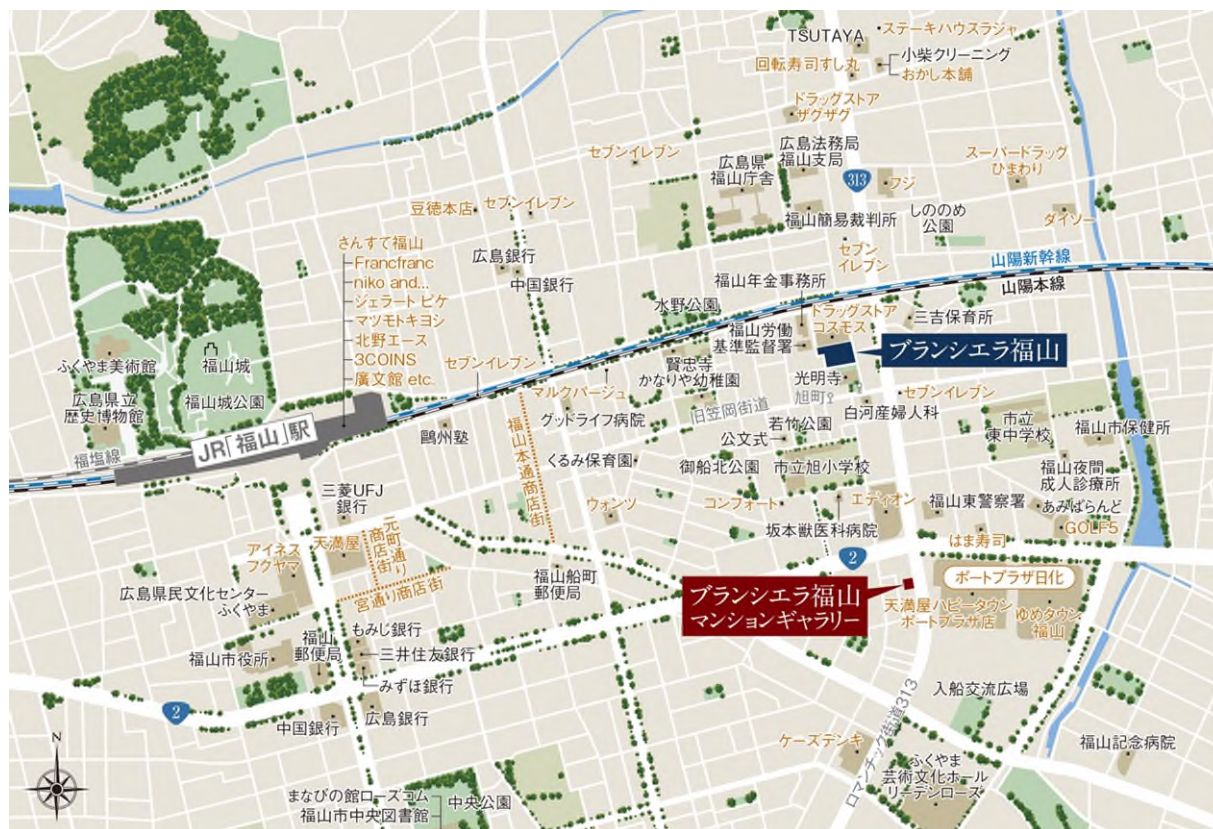 ステーキハウスラジャ
TSUTAYA
小柴クリーニング
回転寿司すし丸
おかし本舗
ドラッグストア
ザグザグ
広島法務局
福山支局
セブンイレブン
広島県
福山庁舎
スーパードラッグ
ひまわり
313
フジ
豆徳本店
セブンイレブン
福山簡易裁判所
しののめ
公園
ダイソー
さんすて福山
Francfranc
niko and...
ジェラート ピケ
マツモトキヨシ
北野エース
3COINS
廣文館 etc.
広島銀行
中国銀行
セブン
イレブン
山陽新幹線
山陽本線
福山年金事務所
水野公園
ドラッグストア
コスモス
三吉保育所
福山労働
基準監督署
ブランシエラ福山
ふくやま美術館
福山城
セブンイレブン
賢忠寺
かなりや幼稚園
光明寺
旭町
マルクパージュ
セブンイレブン
広島県立
歴史博物館
福山城公園
グッドライフ病院
旧笠岡街道
白河産婦人科
若竹公園
市立
東中学校
福山市保健所
JR「福山」駅
福塩線
鷗州塾
福山本通商店街
公文式
くるみ保育園
御船北公園
市立旭小学校
福山夜間
成人診療所
三菱UFJ
銀行
ウォンツ
コンフォート
エディオン
福山東警察署
あみぱらんど
GOLF5
坂本獣医科病院
はま寿司
アイネス
フクヤマ
天満屋
元町通り
商店街
2
福山船町
郵便局
ポートプラザ日化
広島県民文化センター
ふくやま
宮通り商店街
ブランシエラ福山
マンションギャラリー
天満屋ハピータウン
ポートプラザ店
ゆめタウン
福山
もみじ銀行
福山
郵便局
三井住友銀行
福山市役所
みずほ銀行
入船交流広場
2
中国銀行
広島銀行
ロマンチック街道313
N
ケーズデンキ
福山記念病院
ふくやま
芸術文化ホール
リーデンローズ
まなびの館ローズコム
中央公園
福山市中央図書館